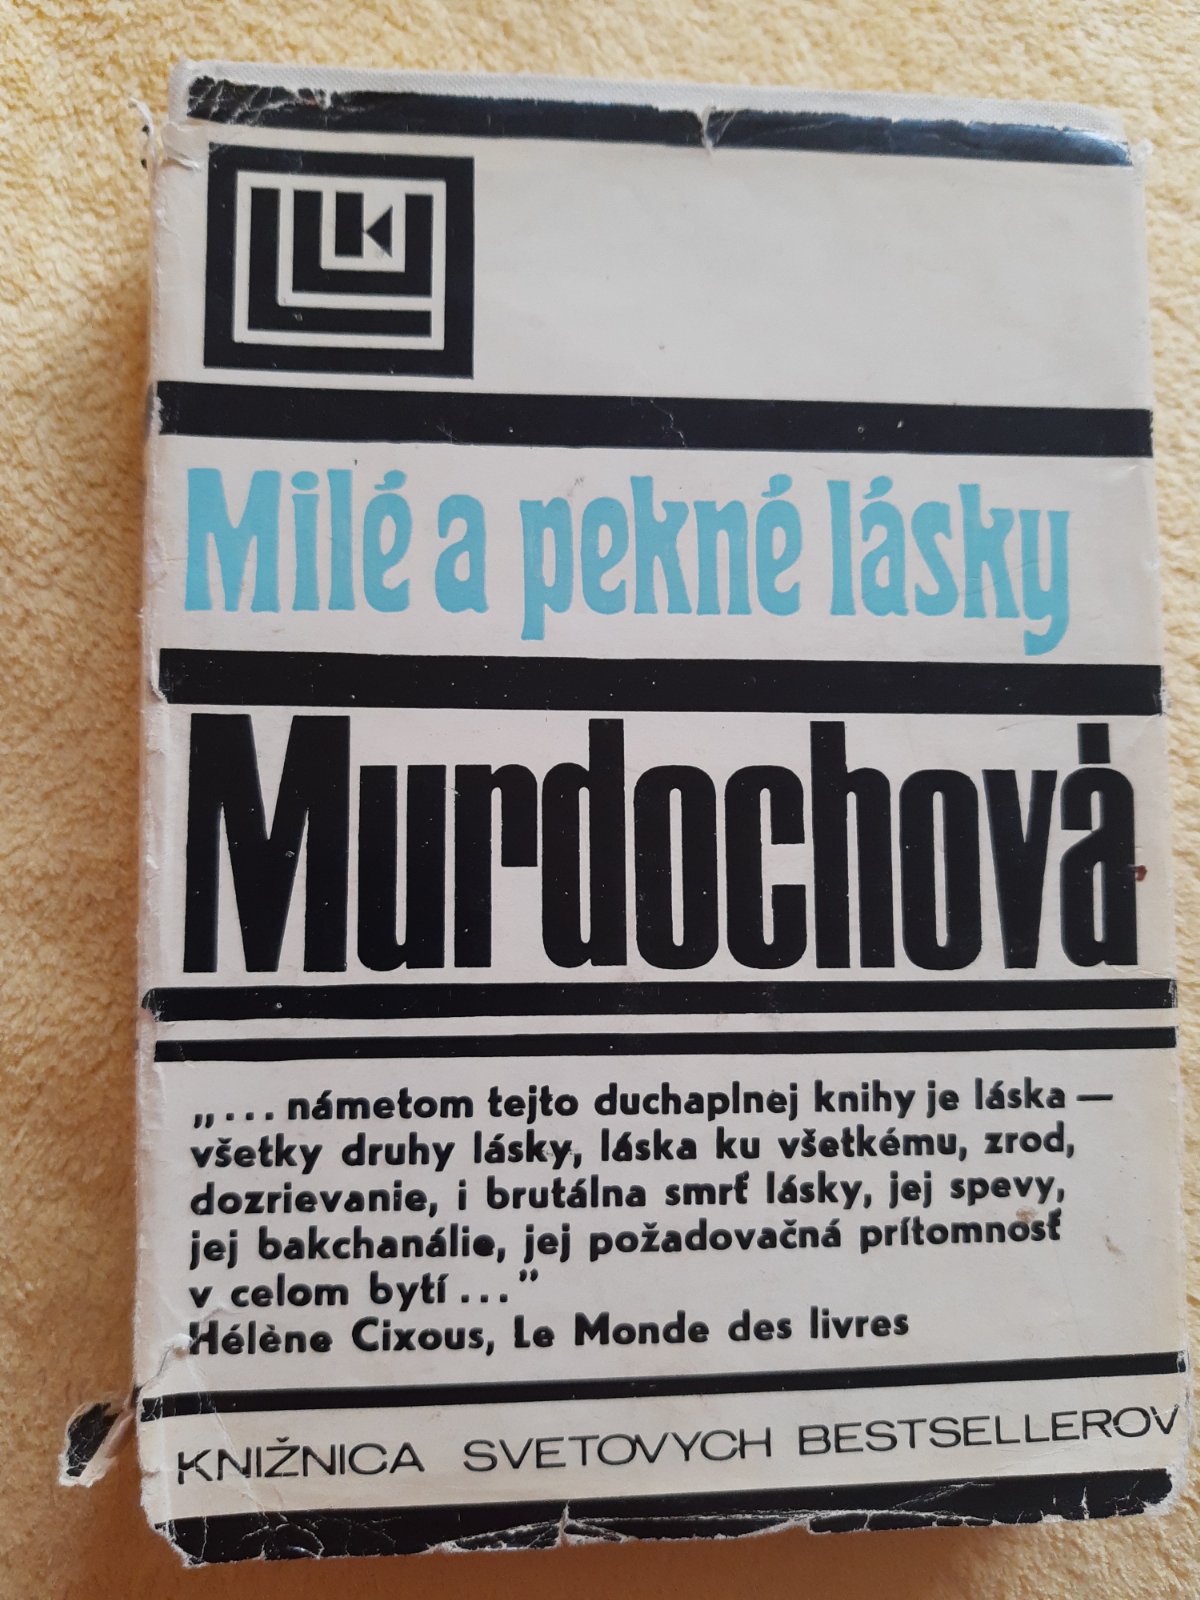 Milé a pekné lásky
Murdochová
„... námetom tejto duchaplnej knihy je láska —
všetky druhy lásky, láska ku všetkému, zrod,
dozrievanie, i brutálna smrť lásky, jej spevy,
jej bakchanálie, jej požadovačná prítomnosť
v celom bytí ...”
Hélène Cixous, Le Monde des livres
KNIŽNICA SVETOVYCH BESTSELLEROV